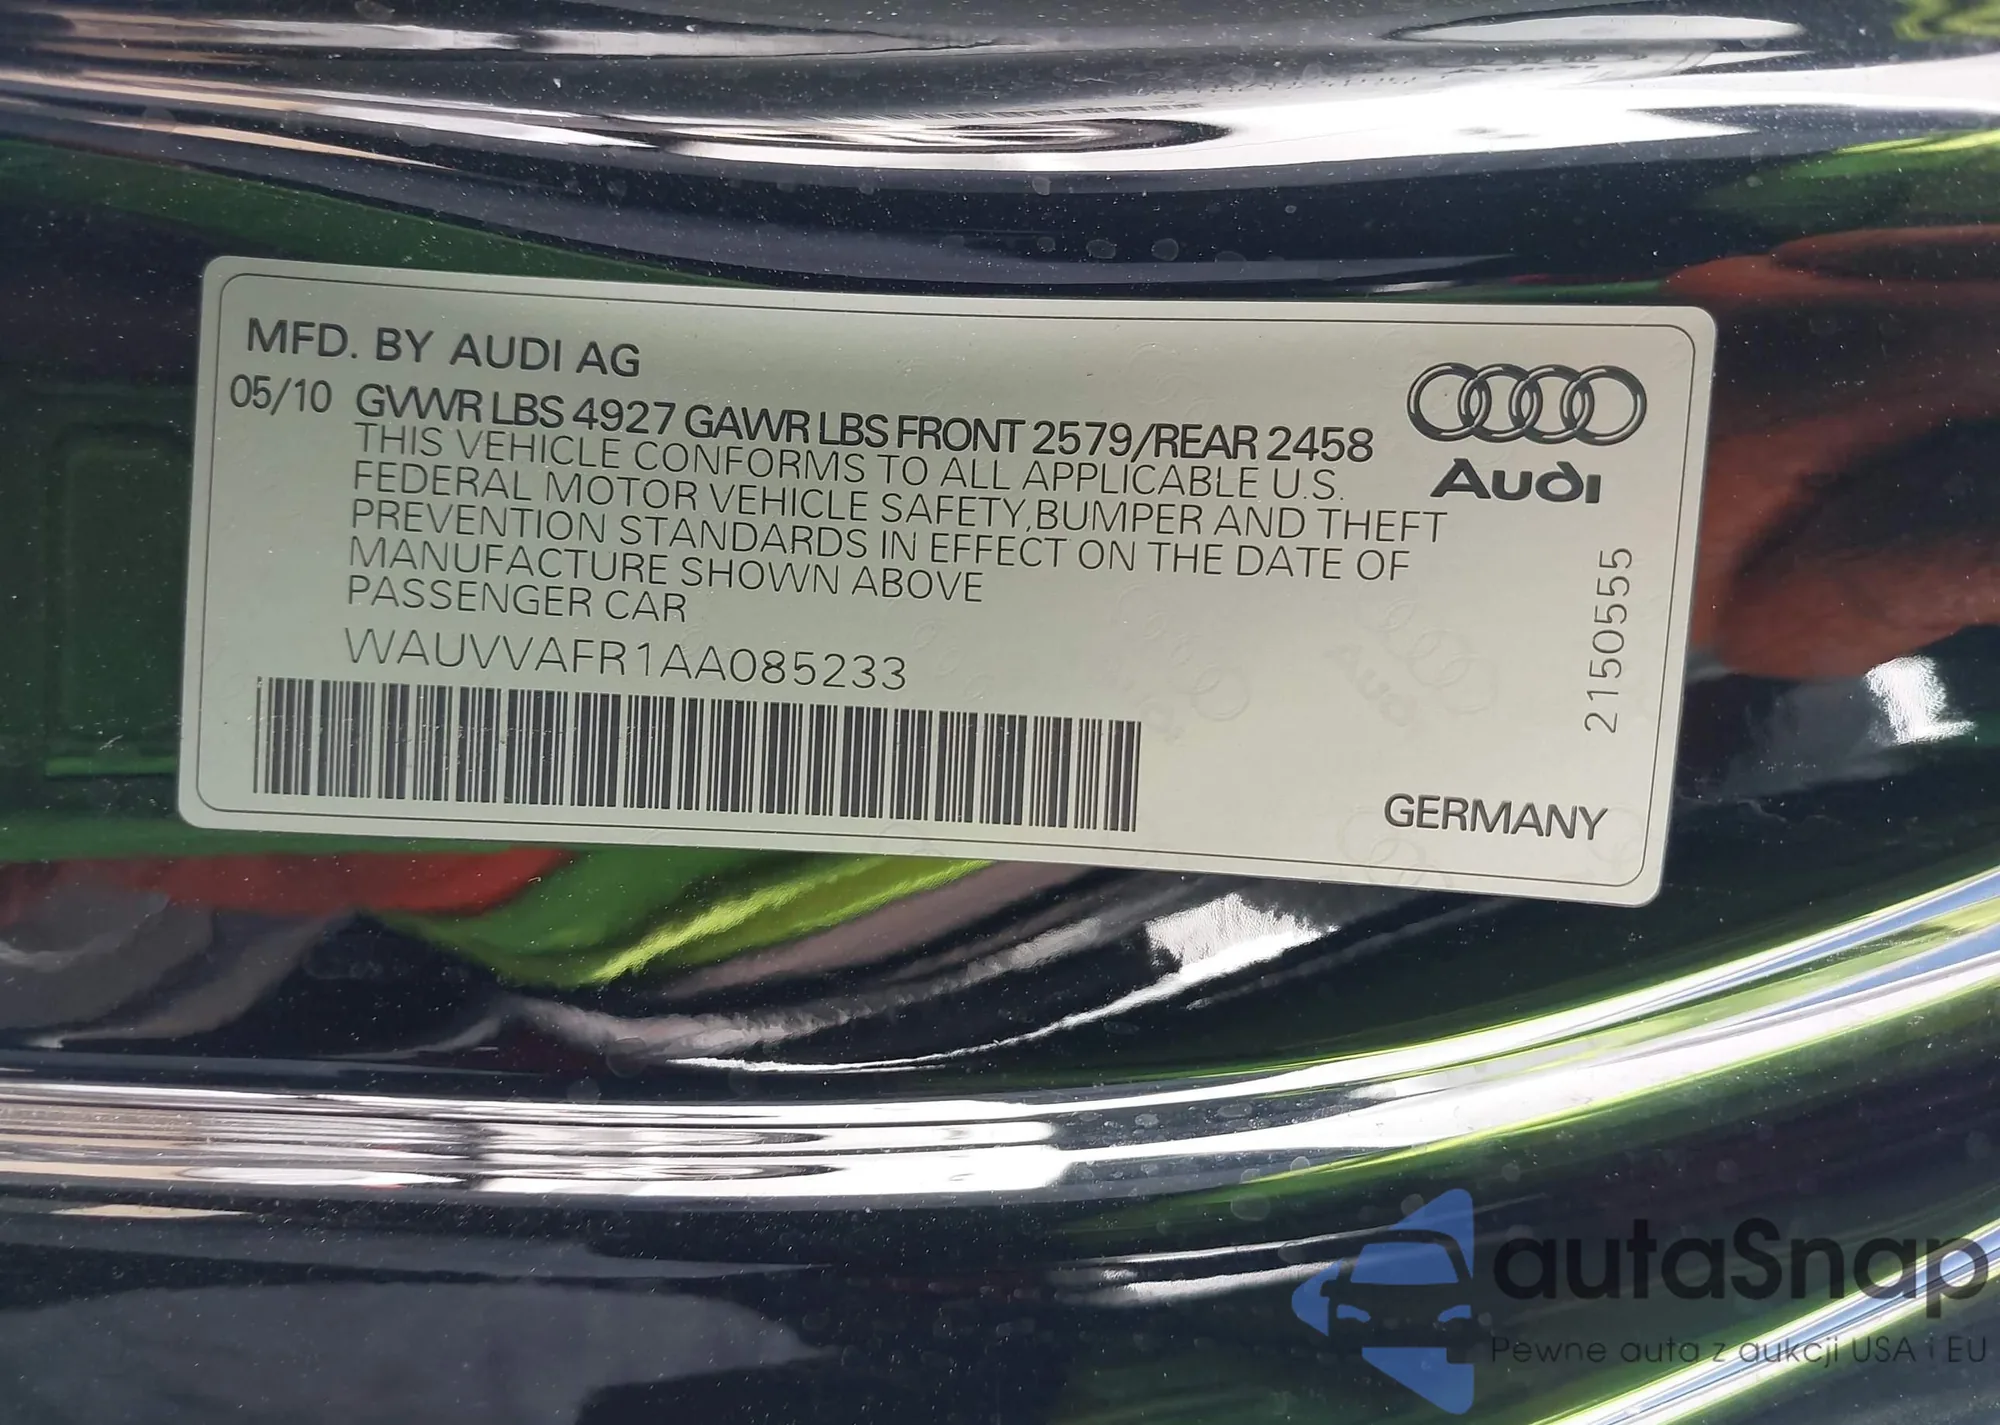 MFD. BY AUDI AG
05/10 GVWR LBS 4927 GAWR LBS FRONT 2579/REAR 2458
THIS VEHICLE CONFORMS TO ALL APPLICABLE U.S.
FEDERAL MOTOR VEHICLE SAFETY, BUMPER AND THEFT
PREVENTION STANDARDS IN EFFECT ON THE DATE OF
MANUFACTURE SHOWN ABOVE
PASSENGER CAR
WAUVVAFR1AA085233
Audi
2150555
GERMANY
autaSnap
Pewne auta z aukcji USA i EU